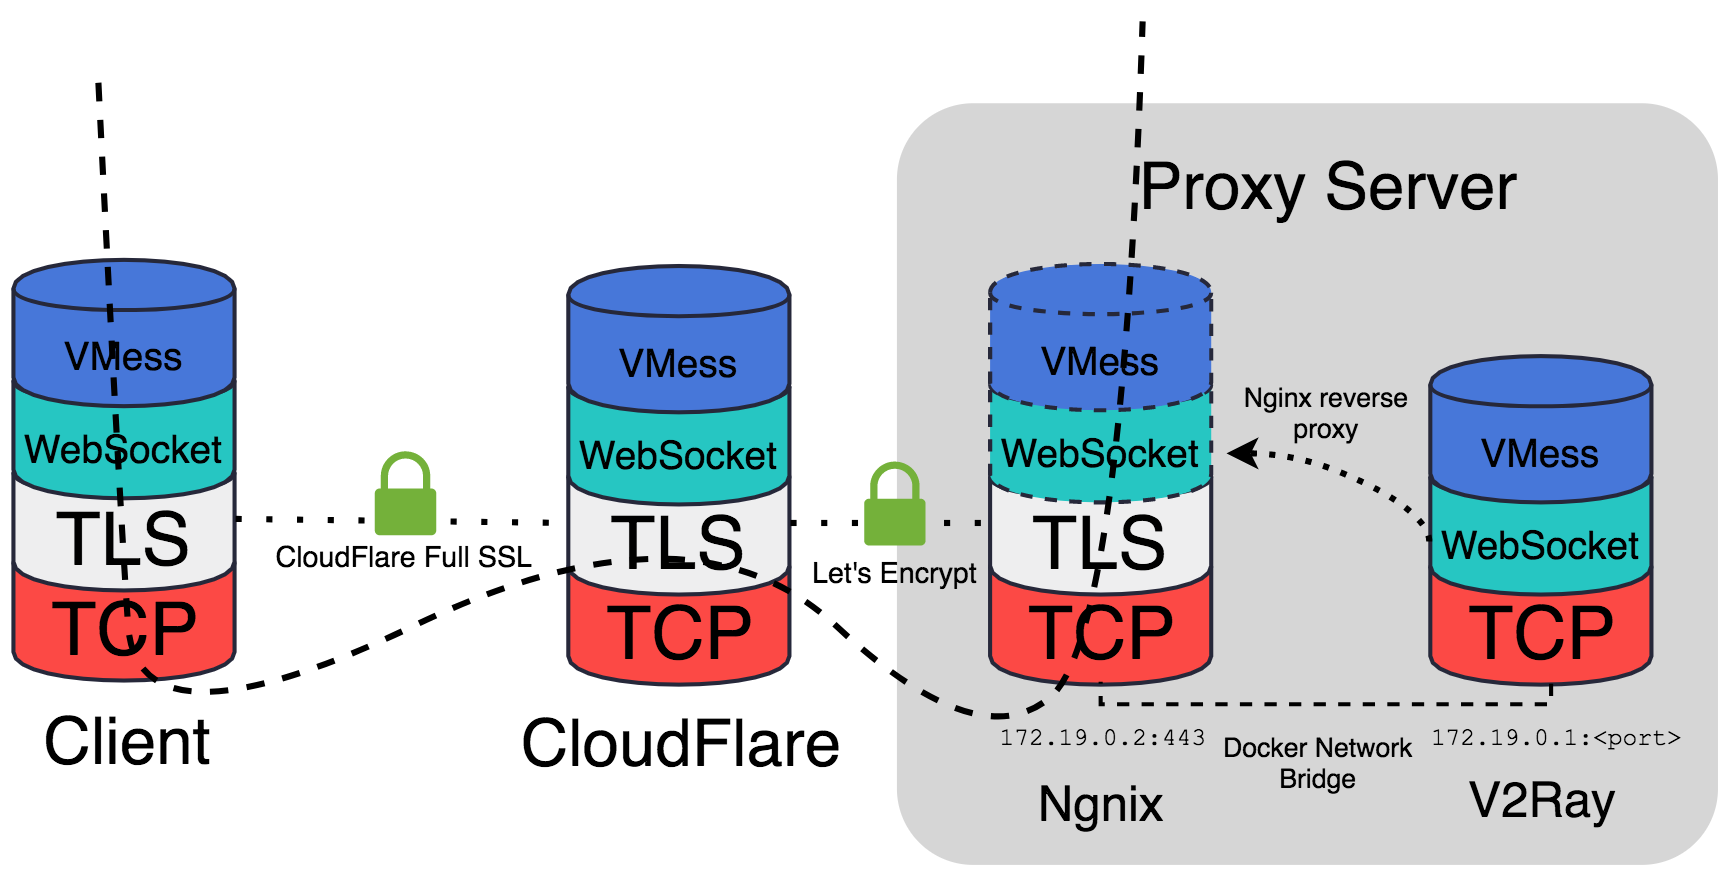 Proxy Server
VMess
WebSocket
TLS
TCP
Client
CloudFlare Full SSL
VMess
WebSocket
TLS
TCP
CloudFlare
Let's Encrypt
VMess
WebSocket
TLS
TCP
172.19.0.2:443
Ngnix
Nginx reverse
proxy
Docker Network
Bridge
VMess
WebSocket
TCP
172.19.0.1:<port>
V2Ray